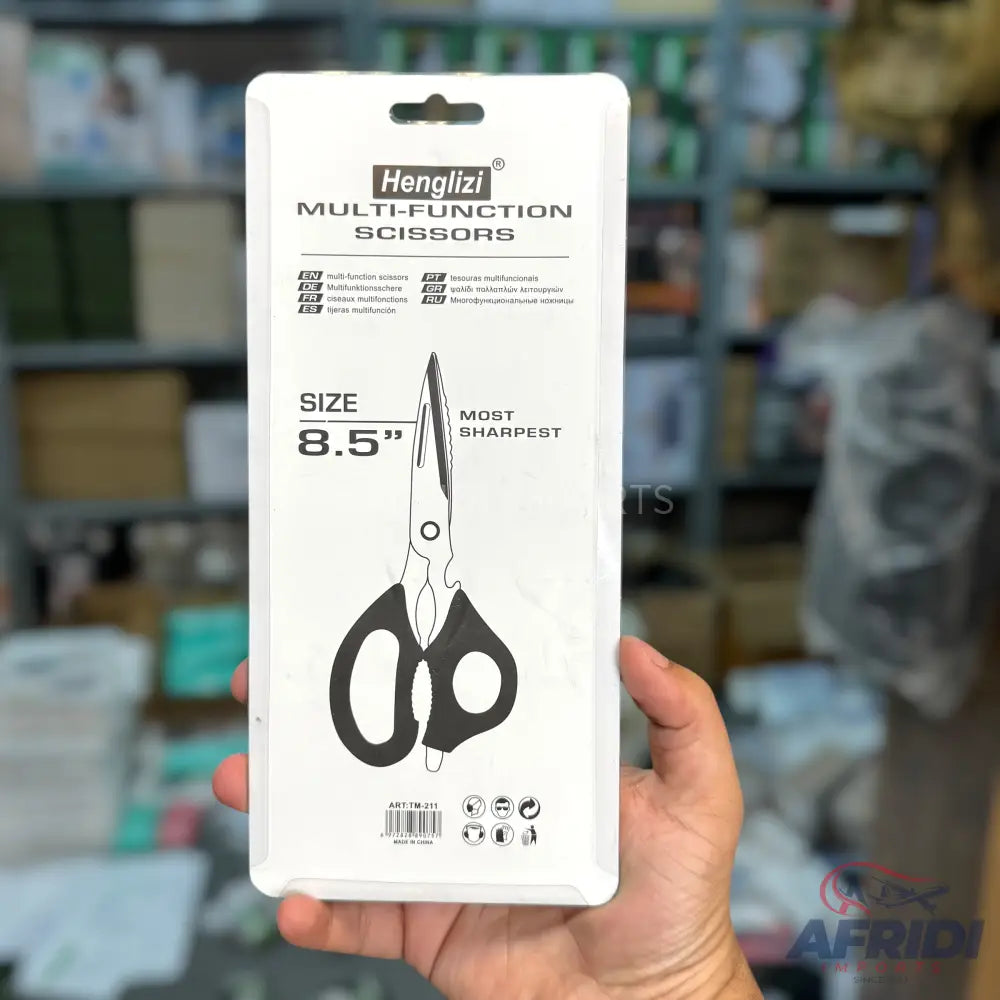 Henglizi®
MULTI-FUNCTION
SCISSORS
EN multi-function scissors
DE Multifunktionsschere
FR ciseaux multifonctions
ES tijeras multifunción
PT tesouras multifuncionais
GR ψαλίδι πολλαπλών λειτουργιών
RU Многофункциональные ножницы
SIZE
8.5”
MOST
SHARPEST
ART:TM-211
MADE IN CHINA
AFRIDI
IMPORTS